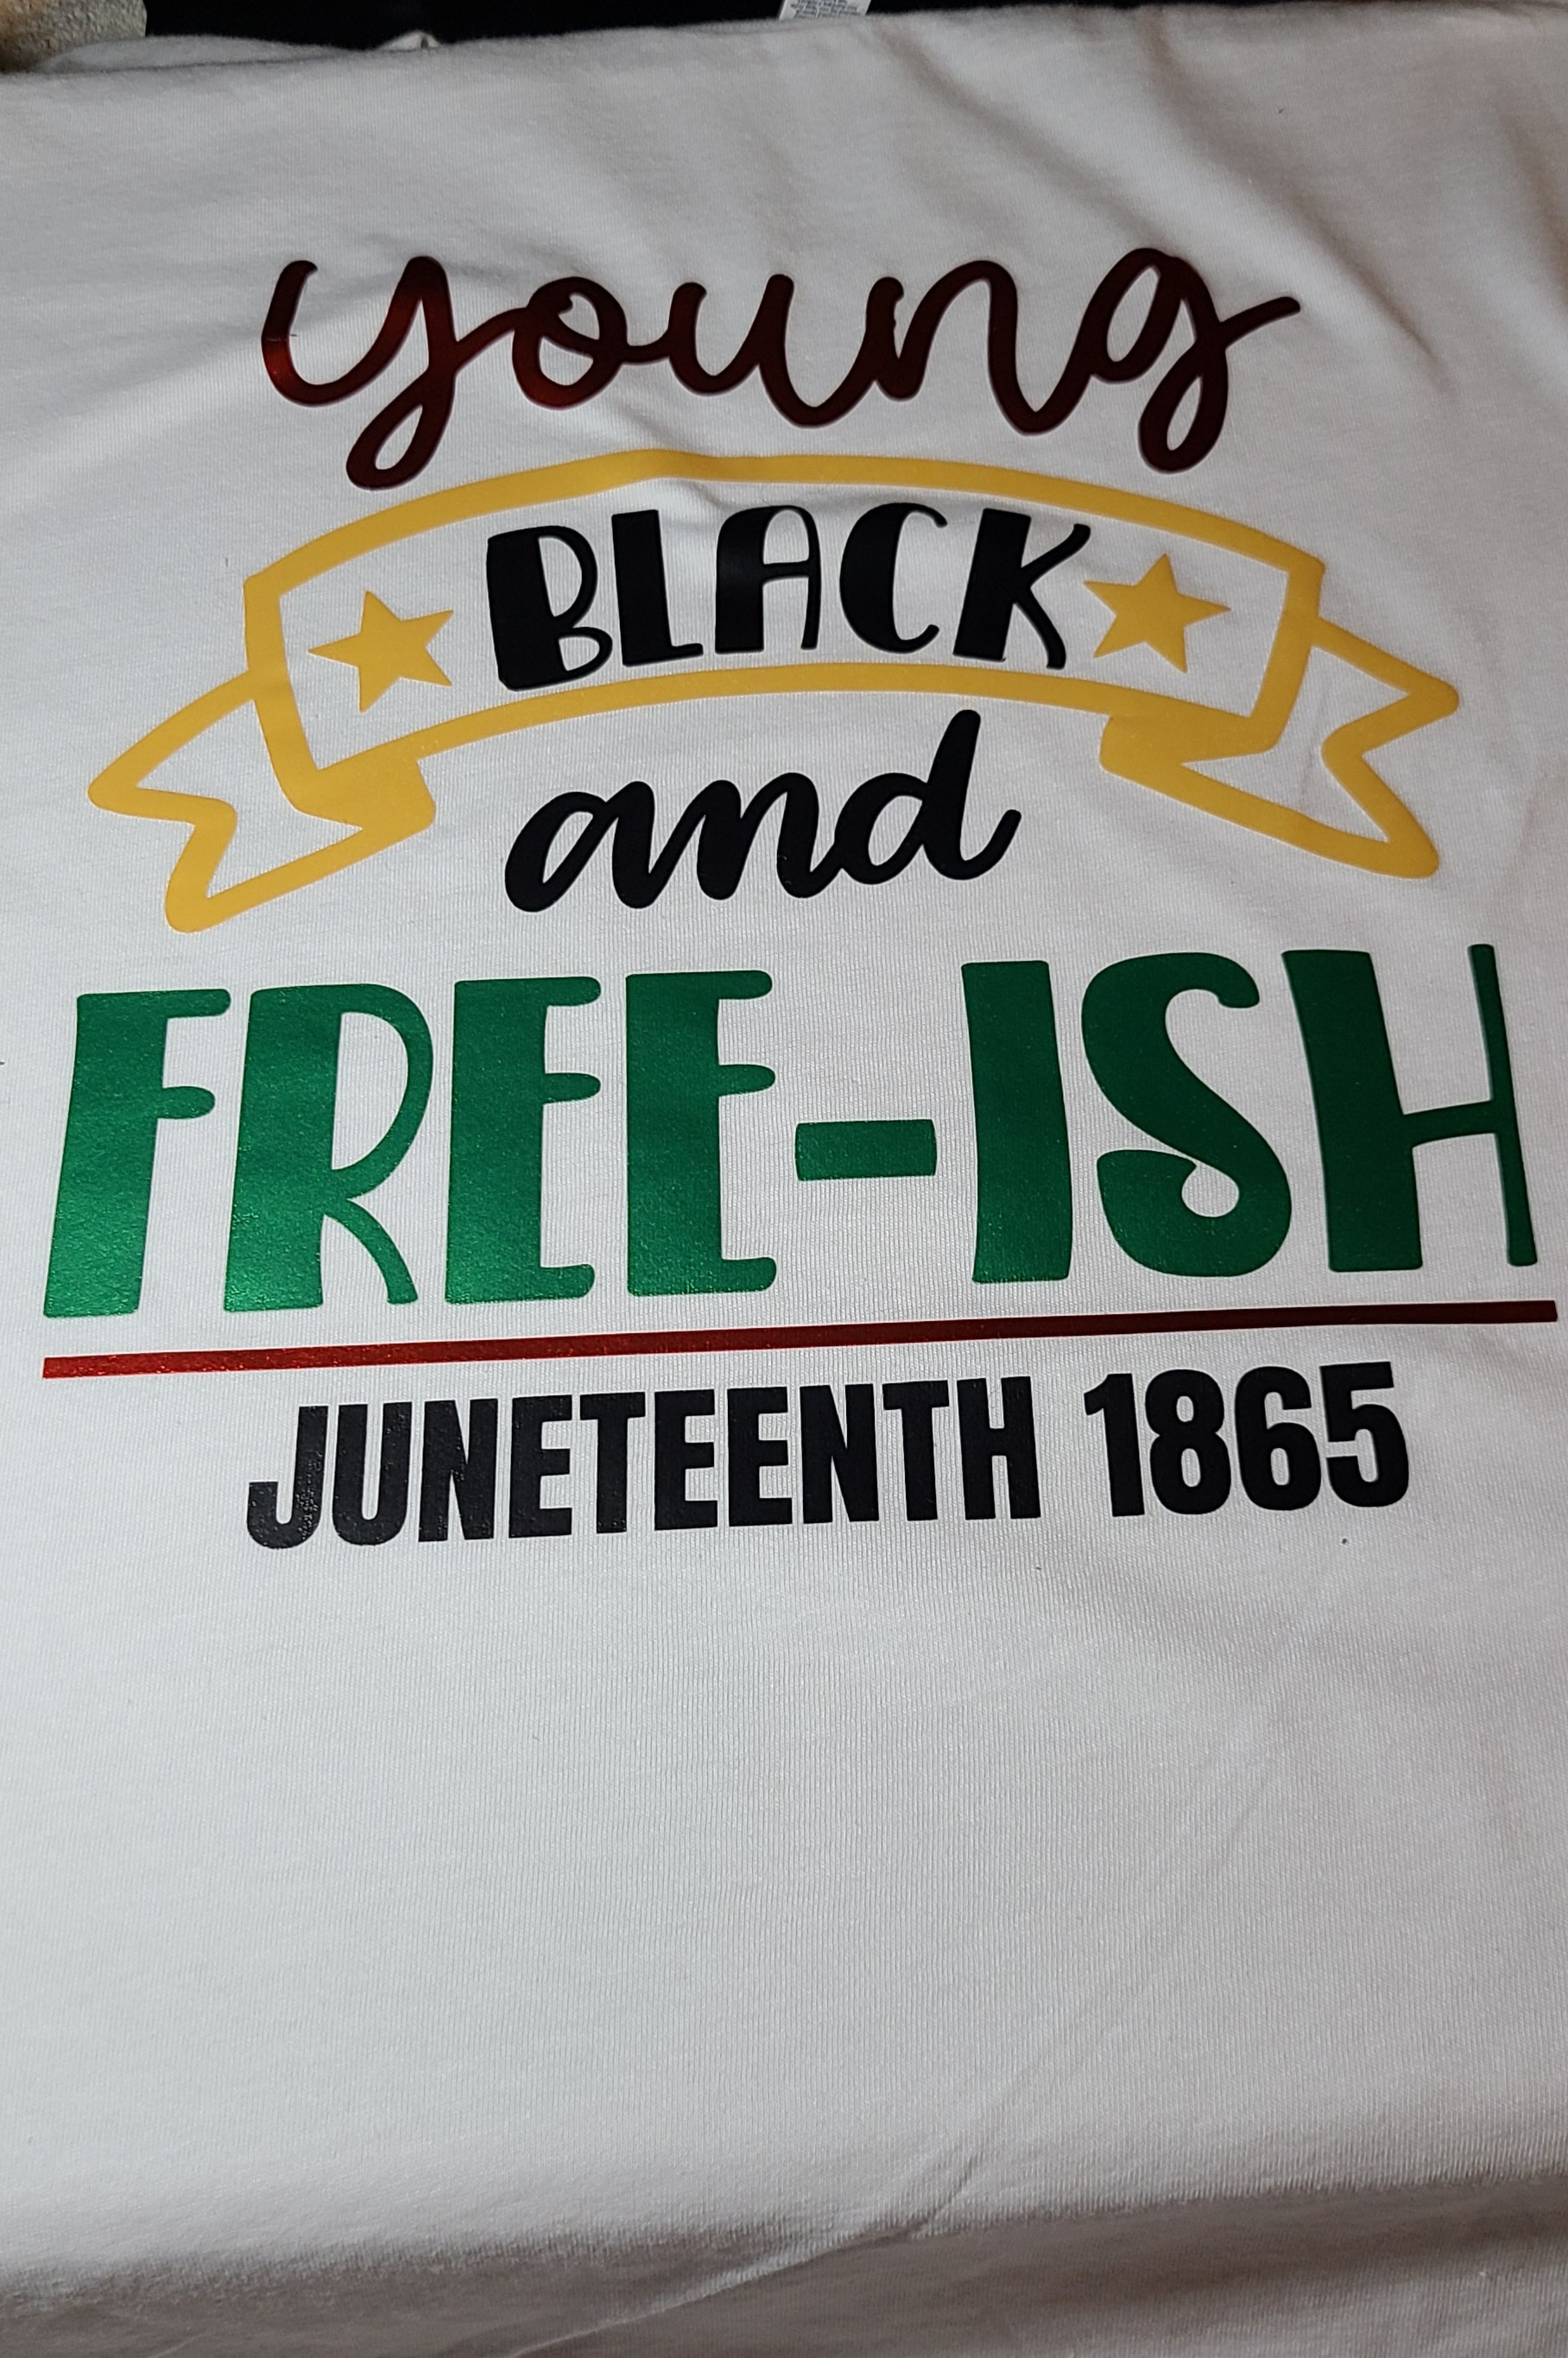 young
BLACK
and
FREE-ISH
JUNETEENTH 1865